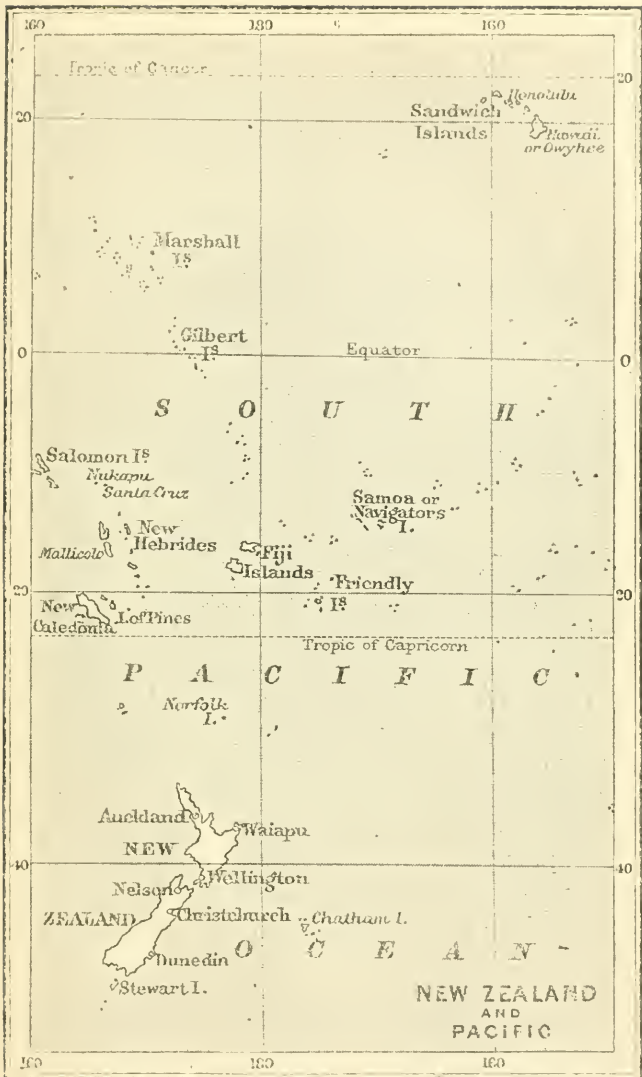 160 180 160
Tropic of Cancer
20 20
Honolulu
Sandwich
Islands
Hawaii
or Owyhee
Marshall
Is
Gilbert
Is
0 Equator 0
SOUTH
Salomon Is
Nukapu
Santa Cruz
Samoa or
Navigators
I.
New
Hebrides
Mallicolo
Fiji
Islands
Friendly
Is
20 20
New
Caledonia
I. of Pines
Tropic of Capricorn
PACIFIC
Norfolk
I.
Auckland
Waiapu
NEW
40 40
Wellington
Nelson
ZEALAND
Christchurch
Chatham I.
OCEAN
Dunedin
Stewart I.
NEW ZEALAND
AND
PACIFIC
160 180 160